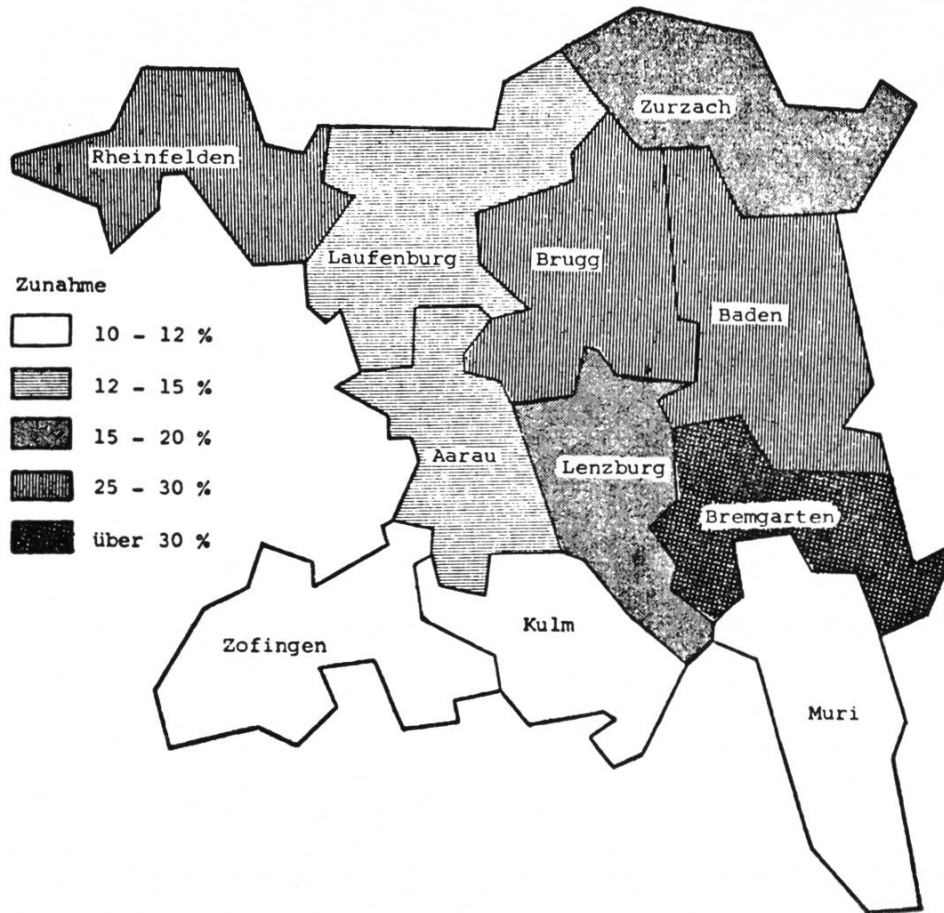 Zurzach
Rheinfelden
Laufenburg
Brugg
Baden
Zunahme
10 - 12 %
12 - 15 %
15 - 20 %
25 - 30 %
über 30 %
Aarau
Lenzburg
Bremgarten
Zofingen
Kulm
Muri